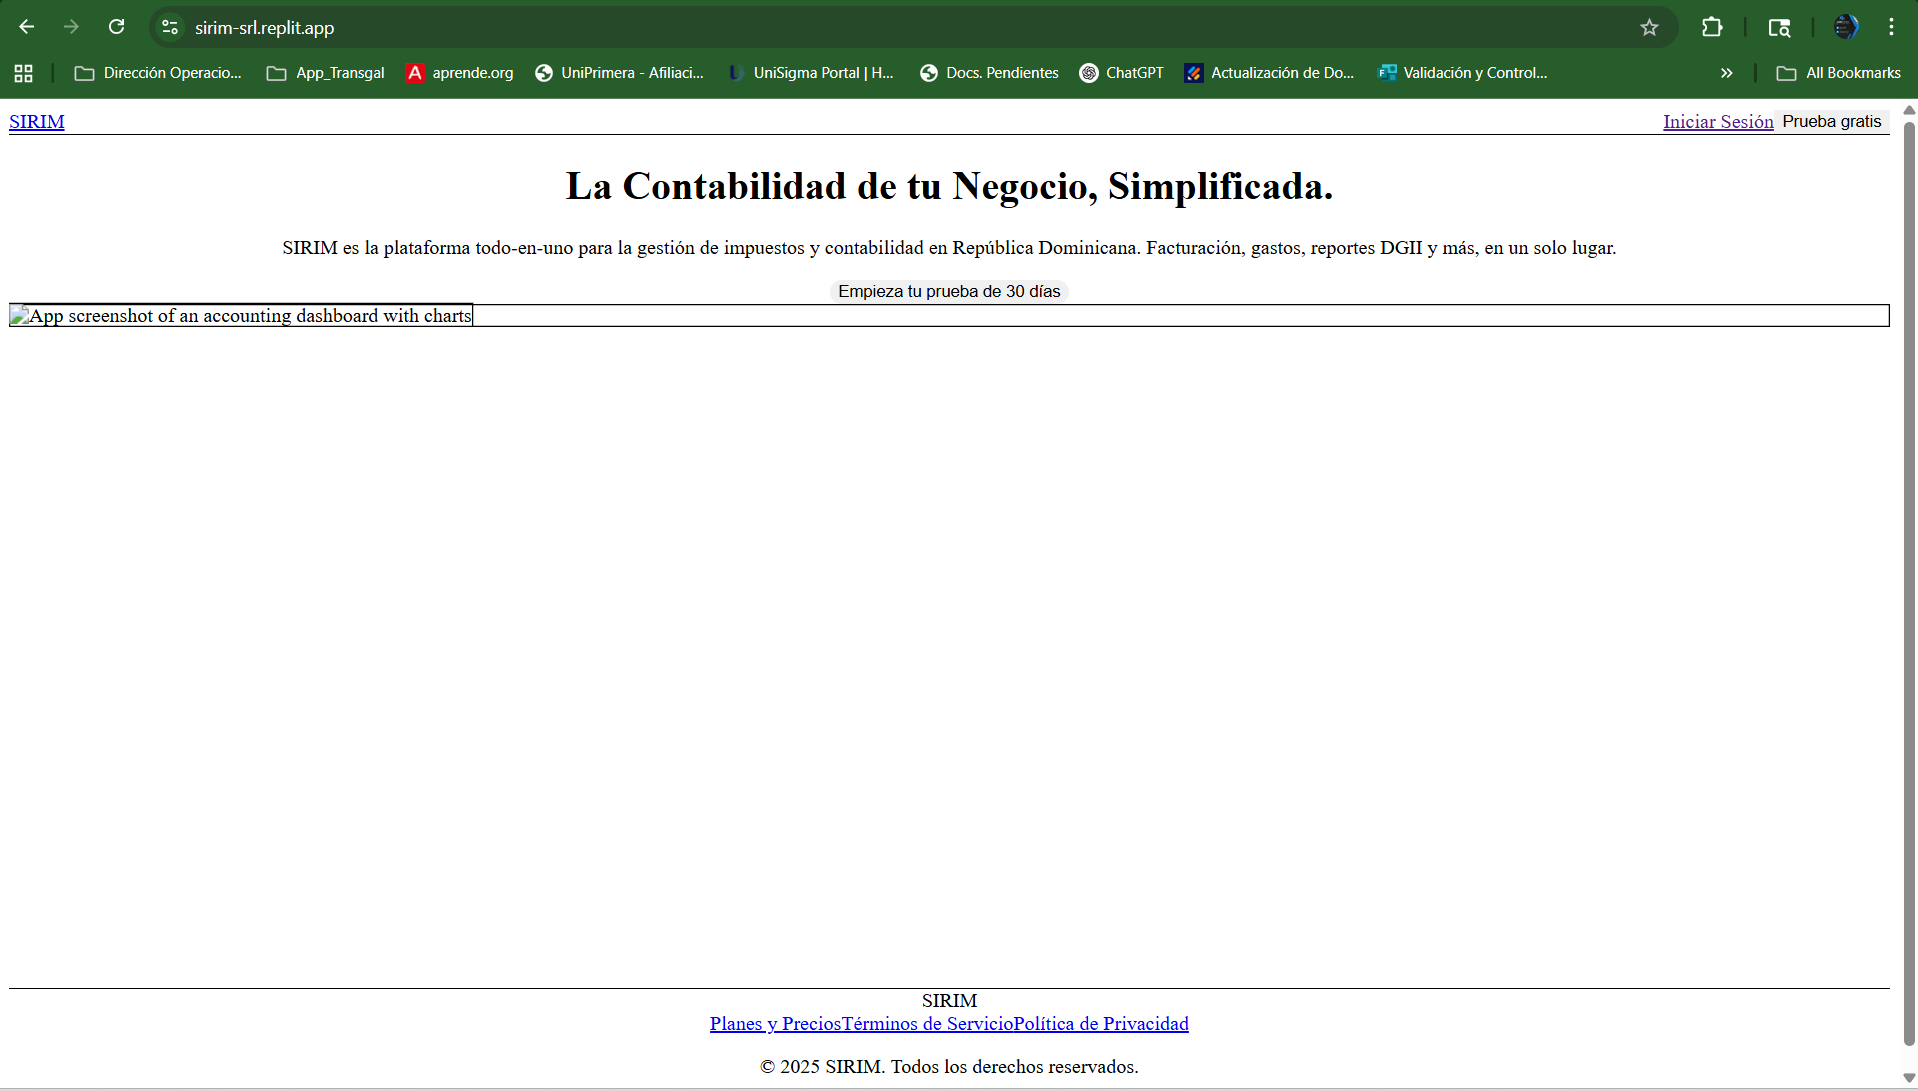 sirim-srl.replit.app
Dirección Operacio... App_Transgal aprende.org UniPrimera - Afiliaci... UniSigma Portal | H... Docs. Pendientes ChatGPT Actualización de Do... Validación y Control... » All Bookmarks
SIRIM Iniciar Sesión Prueba gratis
La Contabilidad de tu Negocio, Simplificada.
SIRIM es la plataforma todo-en-uno para la gestión de impuestos y contabilidad en República Dominicana. Facturación, gastos, reportes DGII y más, en un solo lugar.
Empieza tu prueba de 30 días
App screenshot of an accounting dashboard with charts
SIRIM
Planes y PreciosTérminos de ServicioPolítica de Privacidad
© 2025 SIRIM. Todos los derechos reservados.